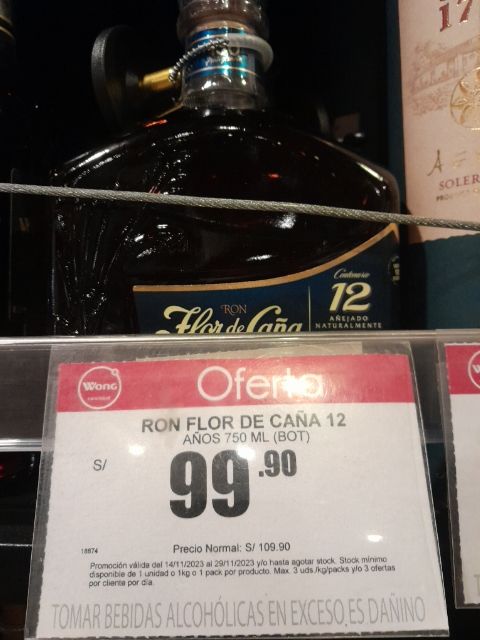 17
SOLER
RON
Flor de Caña
Centenario
12
AÑEJADO
NATURALMENTE
Wong
Oferta
RON FLOR DE CAÑA 12
AÑOS 750 ML (BOT)
S/ 99.90
18874
Precio Normal: S/ 109.90
Promoción válida del 14/11/2023 al 29/11/2023 y/o hasta agotar stock. Stock mínimo
disponible de 1 unidad o 1kg o 1 pack por producto. Max. 3 uds./kg/packs y/o 3 ofertas
por cliente por día.
TOMAR BEBIDAS ALCOHÓLICAS EN EXCESO ES DAÑINO